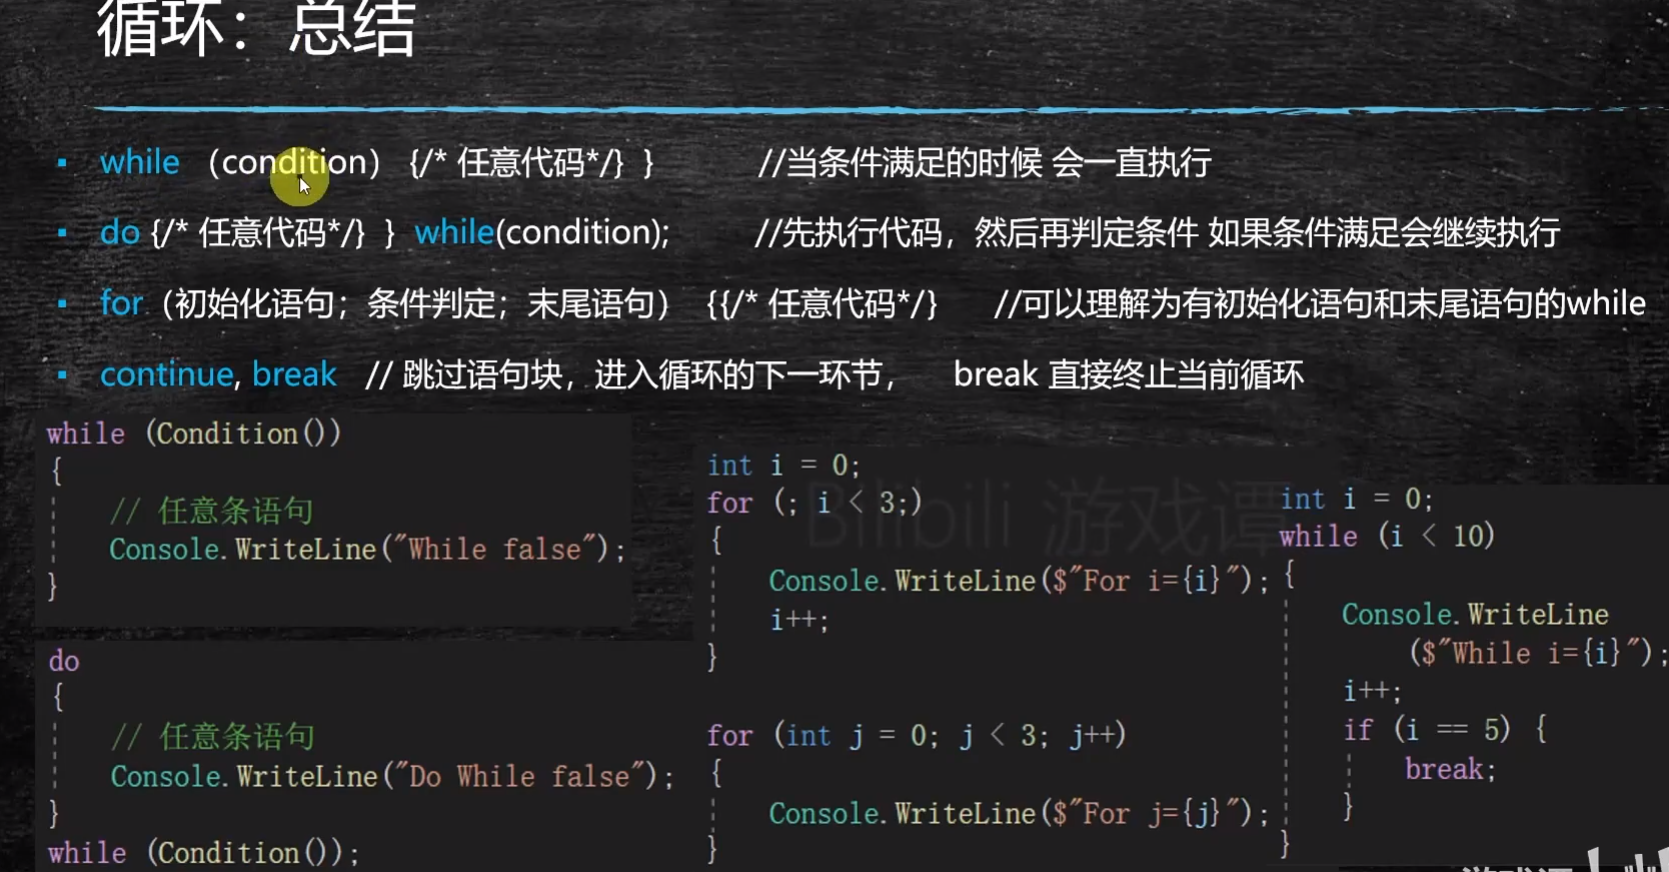 循环：总结
while （condition） {/* 任意代码*/} } //当条件满足的时候 会一直执行
do {/* 任意代码*/} } while(condition); //先执行代码，然后再判定条件 如果条件满足会继续执行
for（初始化语句；条件判定；末尾语句） {{/* 任意代码*/} //可以理解为有初始化语句和末尾语句的while
continue, break // 跳过语句块，进入循环的下一环节， break 直接终止当前循环
while (Condition())
{
// 任意条语句
Console.WriteLine("While false");
}
do
{
// 任意条语句
Console.WriteLine("Do While false");
}
while (Condition());
int i = 0;
for (; i < 3;)
{
Console.WriteLine($"For i={i}");
i++;
}
for (int j = 0; j < 3; j++)
{
Console.WriteLine($"For j={j}");
}
int i = 0;
while (i < 10)
{
Console.WriteLine
($"While i={i}");
i++;
if (i == 5) {
break;
}
}
Bilibili 游戏谭